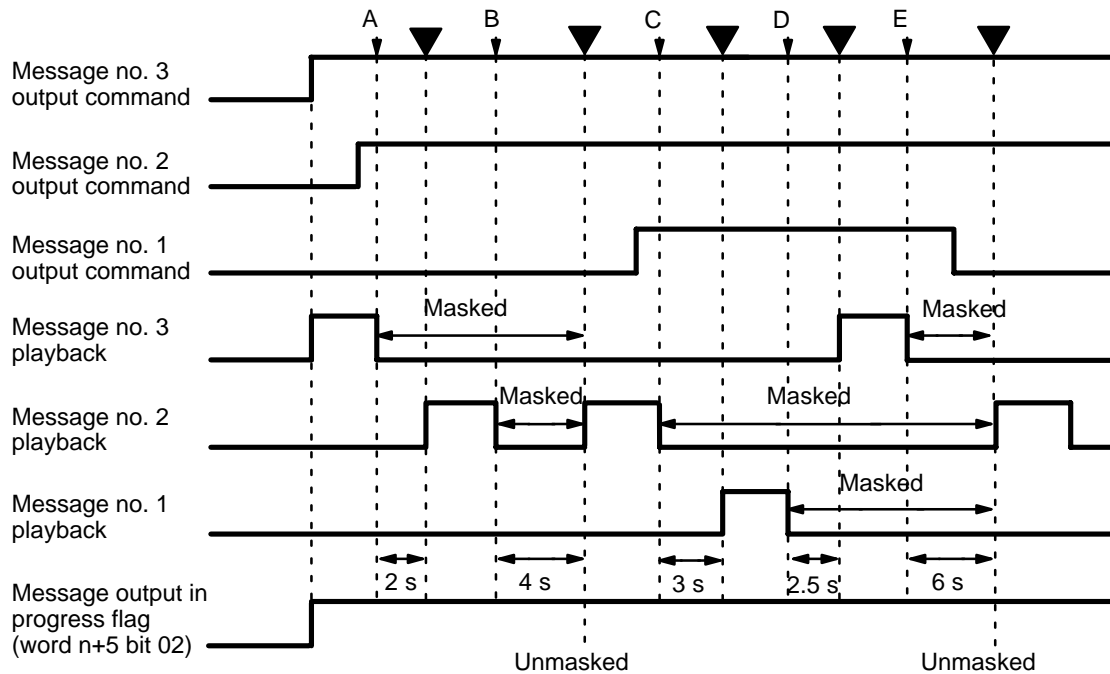 A B C D E
Message no. 3
output command
Message no. 2
output command
Message no. 1
output command
Message no. 3
playback
Masked
Masked
Message no. 2
playback
Masked
Masked
Message no. 1
playback
Masked
2 s 4 s 3 s 2.5 s 6 s
Message output in
progress flag
(word n+5 bit 02)
Unmasked Unmasked